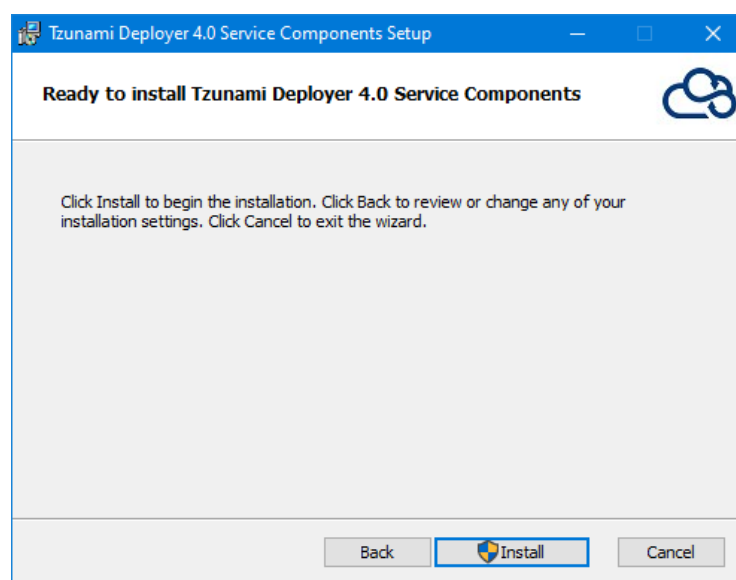 Tzunami Deployer 4.0 Service Components Setup
Ready to install Tzunami Deployer 4.0 Service Components
Click Install to begin the installation. Click Back to review or change any of your
installation settings. Click Cancel to exit the wizard.
Back Install Cancel